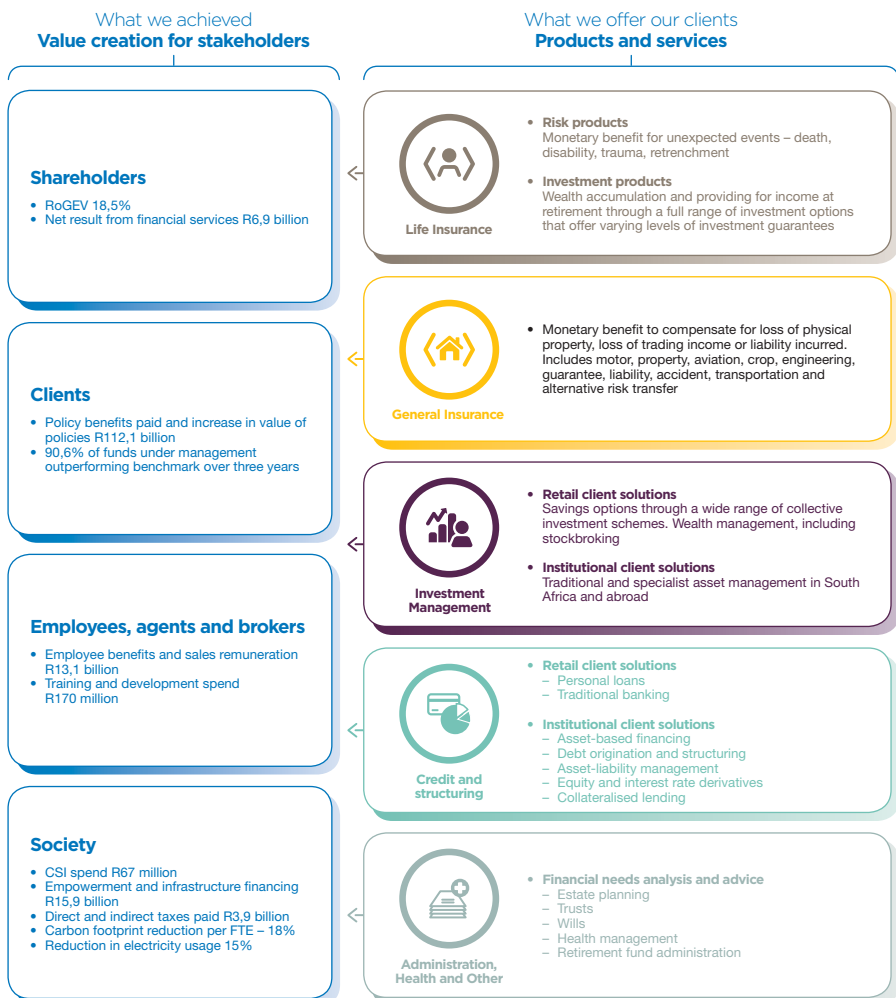 What we achieved
Value creation for stakeholders
Shareholders
• RoGEV 18,5%
• Net result from financial services R6,9 billion
Clients
• Policy benefits paid and increase in value of
policies R112,1 billion
• 90,6% of funds under management
outperforming benchmark over three years
Employees, agents and brokers
• Employee benefits and sales remuneration
R13,1 billion
• Training and development spend
R170 million
Society
• CSI spend R67 million
• Empowerment and infrastructure financing
R15,9 billion
• Direct and indirect taxes paid R3,9 billion
• Carbon footprint reduction per FTE – 18%
• Reduction in electricity usage 15%
What we offer our clients
Products and services
Life Insurance
• Risk products
Monetary benefit for unexpected events – death,
disability, trauma, retrenchment
• Investment products
Wealth accumulation and providing for income at
retirement through a full range of investment options
that offer varying levels of investment guarantees
General Insurance
• Monetary benefit to compensate for loss of physical
property, loss of trading income or liability incurred.
Includes motor, property, aviation, crop, engineering,
guarantee, liability, accident, transportation and
alternative risk transfer
Investment
Management
• Retail client solutions
Savings options through a wide range of collective
investment schemes. Wealth management, including
stockbroking
• Institutional client solutions
Traditional and specialist asset management in South
Africa and abroad
Credit and
structuring
• Retail client solutions
– Personal loans
– Traditional banking
• Institutional client solutions
– Asset-based financing
– Debt origination and structuring
– Asset-liability management
– Equity and interest rate derivatives
– Collateralised lending
Administration,
Health and Other
• Financial needs analysis and advice
– Estate planning
– Trusts
– Wills
– Health management
– Retirement fund administration